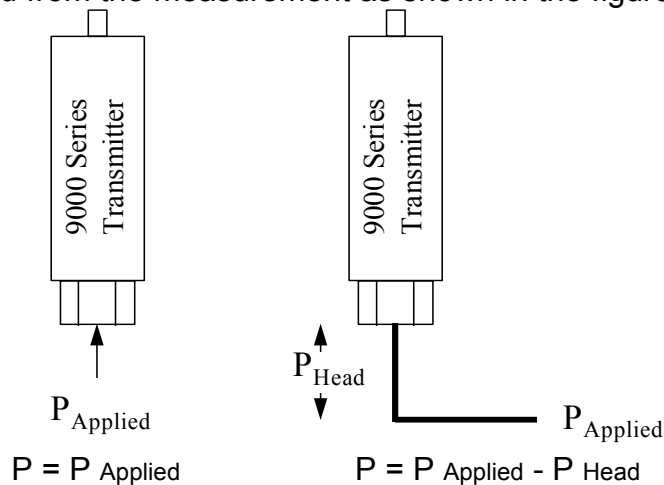 d from the measurement as shown in the figure
9000 Series
Transmitter
P Applied
P = P Applied
9000 Series
Transmitter
P Head
P Applied
P = P Applied - P Head